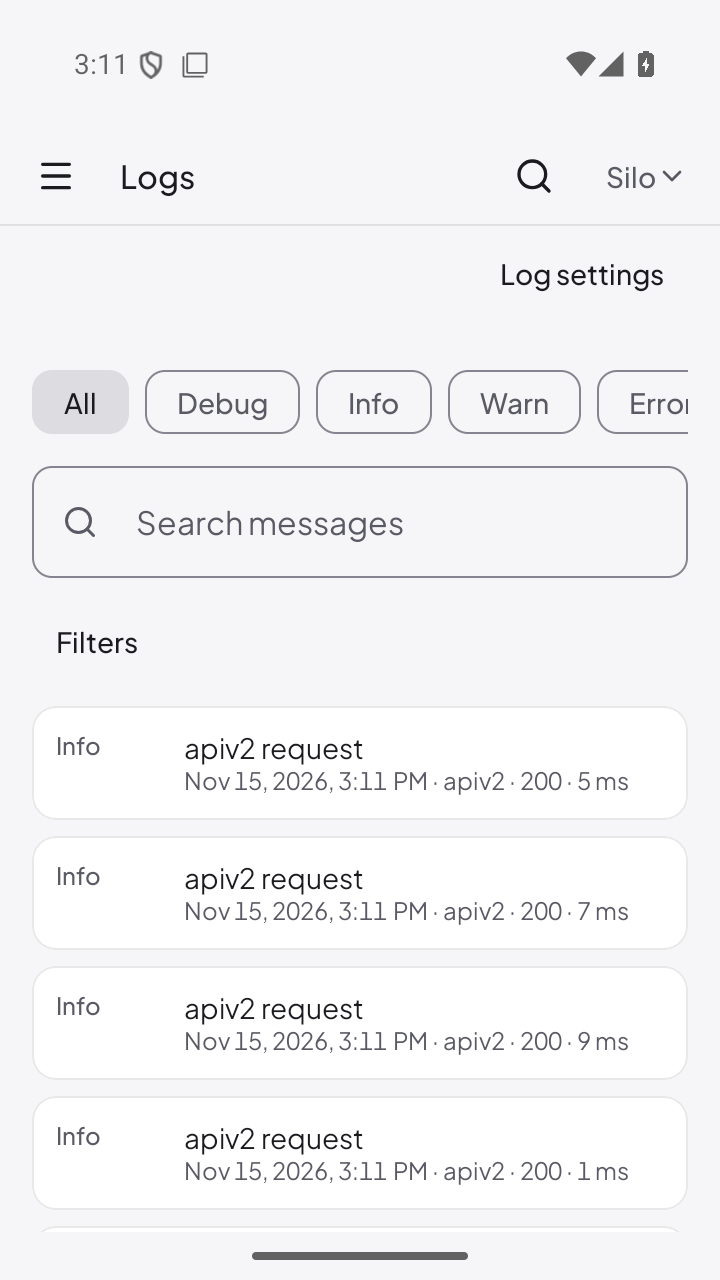 3:11
Logs
Silo
Log settings
All
Debug
Info
Warn
Error
Search messages
Filters
Info
apiv2 request
Nov 15, 2026, 3:11 PM · apiv2 · 200 · 5 ms
Info
apiv2 request
Nov 15, 2026, 3:11 PM · apiv2 · 200 · 7 ms
Info
apiv2 request
Nov 15, 2026, 3:11 PM · apiv2 · 200 · 9 ms
Info
apiv2 request
Nov 15, 2026, 3:11 PM · apiv2 · 200 · 1 ms